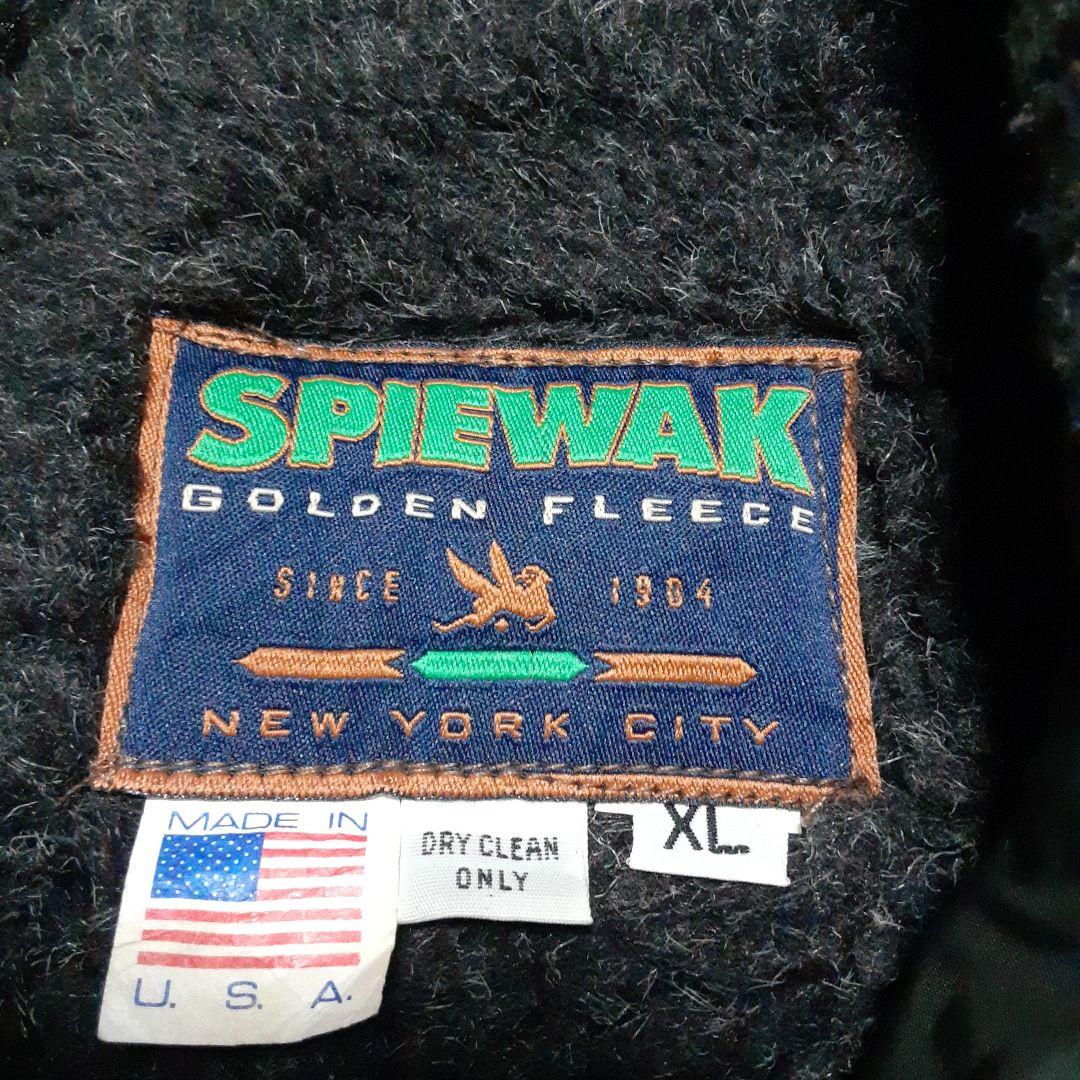 SPIEWAK
GOLDEN FLEECE
SINCE 1904
NEW YORK CITY
MADE IN
U. S. A.
DRY CLEAN
ONLY
XL